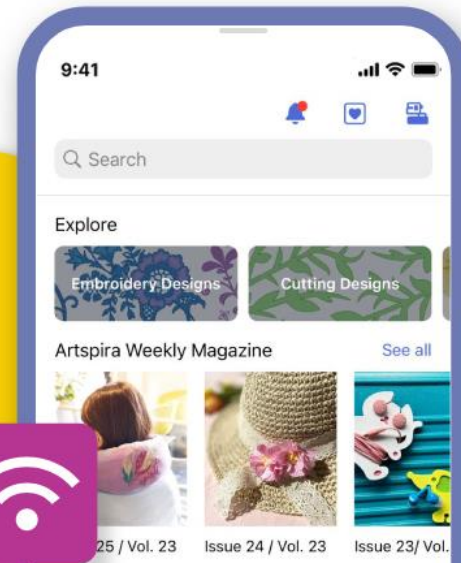 9:41
Search
Explore
Embroidery Designs
Cutting Designs
Artspira Weekly Magazine
See all
25 / Vol. 23
Issue 24 / Vol. 23
Issue 23/ Vol.